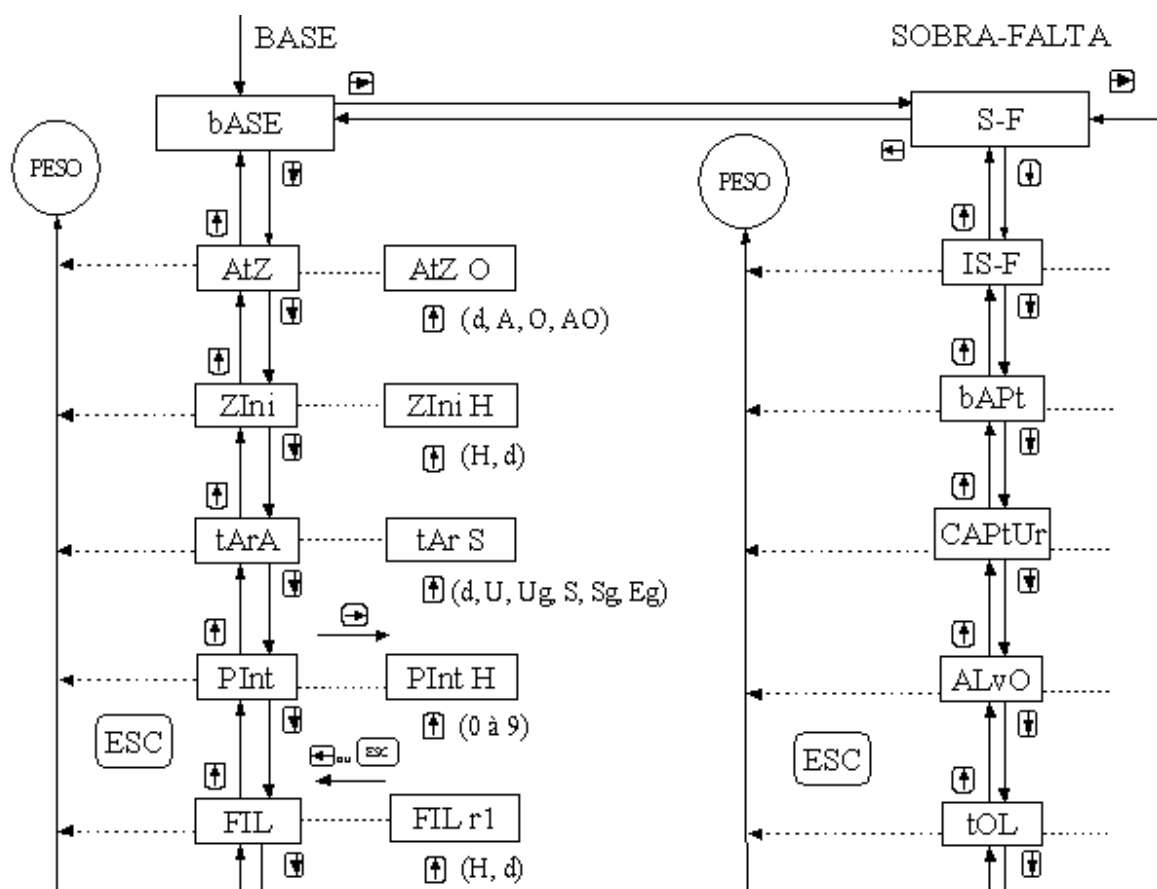 BASE
SOBRA-FALTA
bASE
S-F
PESO
PESO
AtZ
AtZ O
IS-F
(d, A, O, AO)
ZIni
ZIni H
bAPt
(H, d)
tArA
tAr S
CAPtUr
(d, U, Ug, S, Sg, Eg)
PInt
PInt H
ALvO
(0 à 9)
ESC
ou ESC
ESC
FIL
FIL r1
tOL
(H, d)